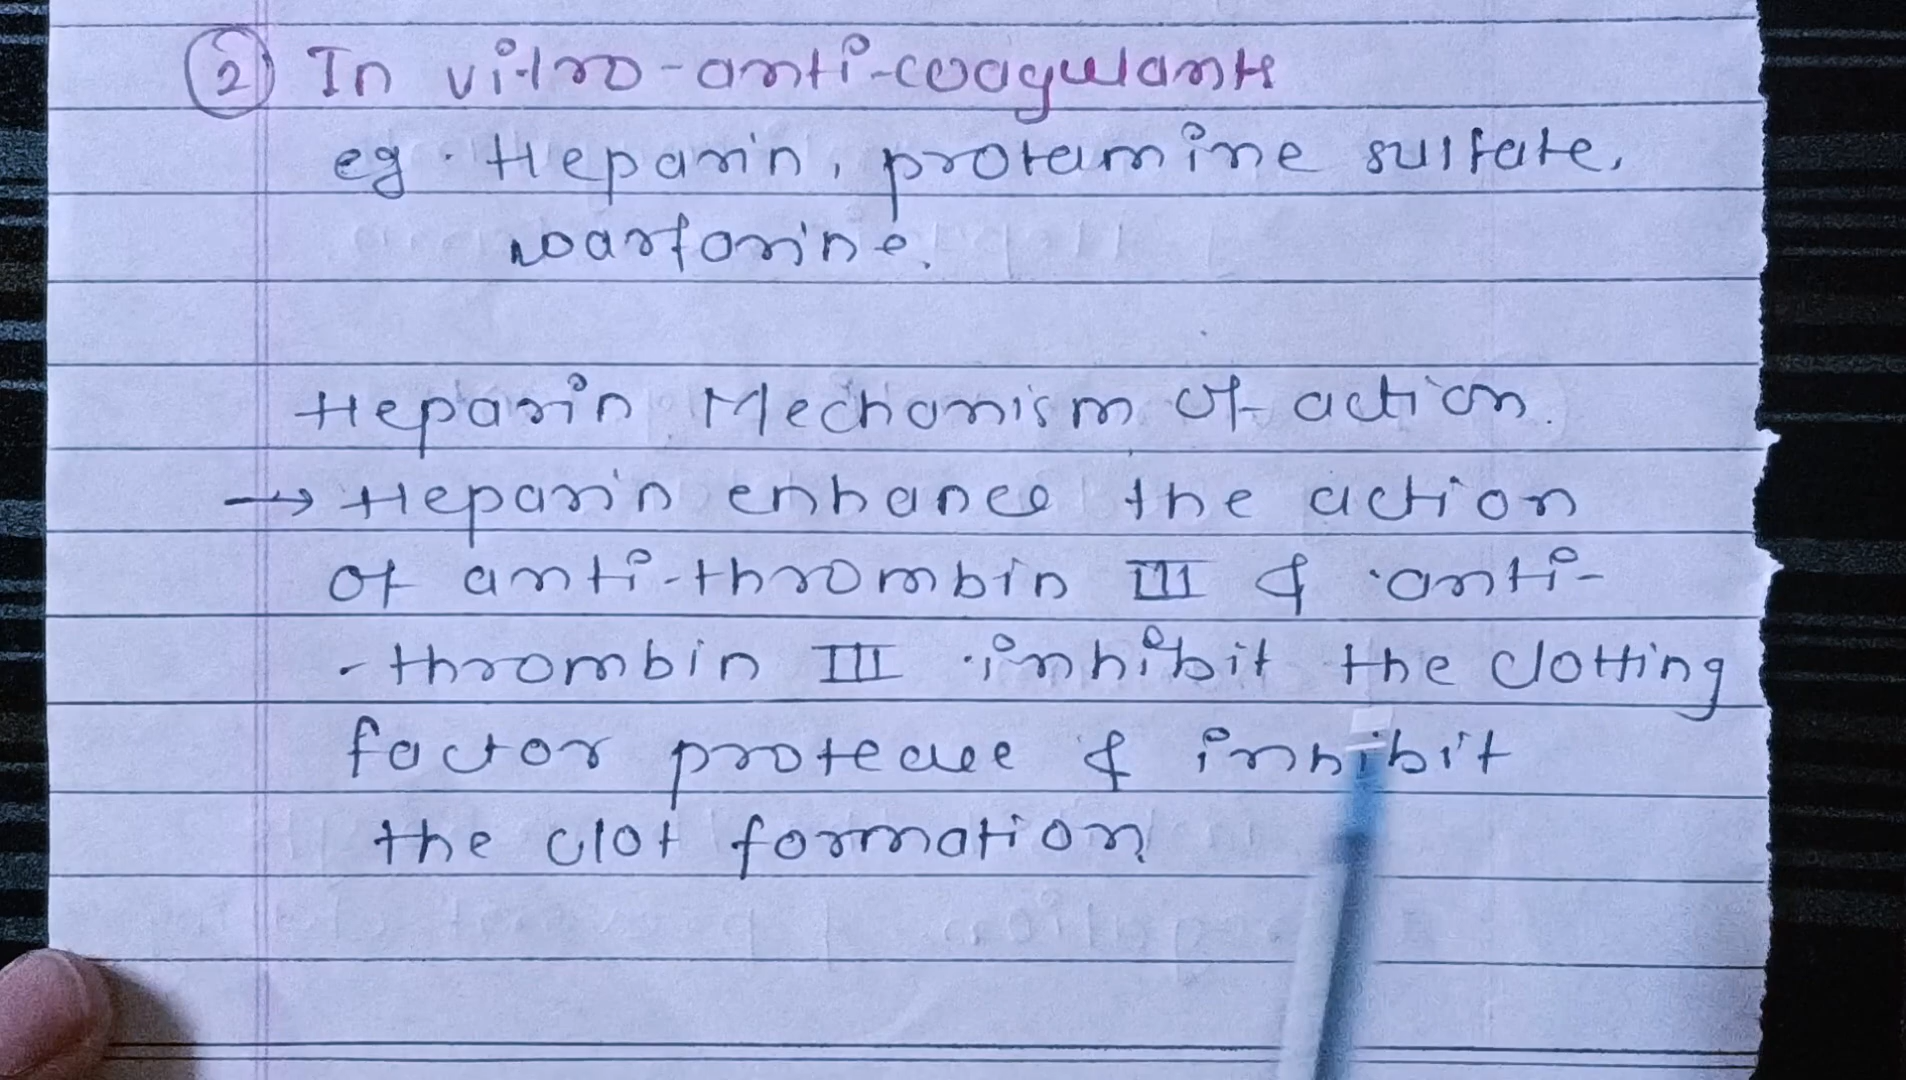 2 In vitro-anti-coagulants
eg. Heparin, protamine sulfate,
warfarine.
Heparin Mechanism of action.
→ Heparin enhance the action
of anti-thrombin III & anti-
-thrombin III inhibit the clotting
factor protease & inhibit
the clot formation